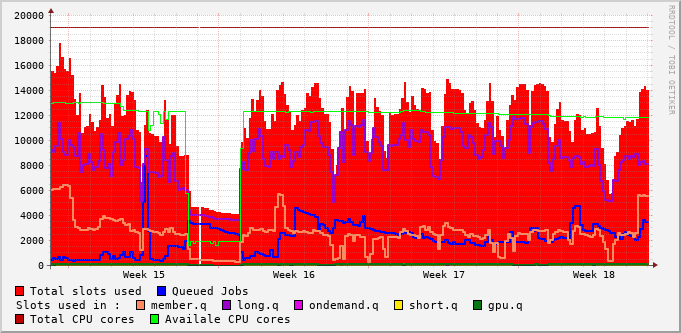 20000
18000
16000
14000
12000
10000
8000
6000
4000
2000
0
Week 15 Week 16 Week 17 Week 18
RRDTOOL / TOBI OETIKER
Total slots used Queued Jobs
Slots used in : member.q long.q ondemand.q short.q gpu.q
Total CPU cores Availale CPU cores